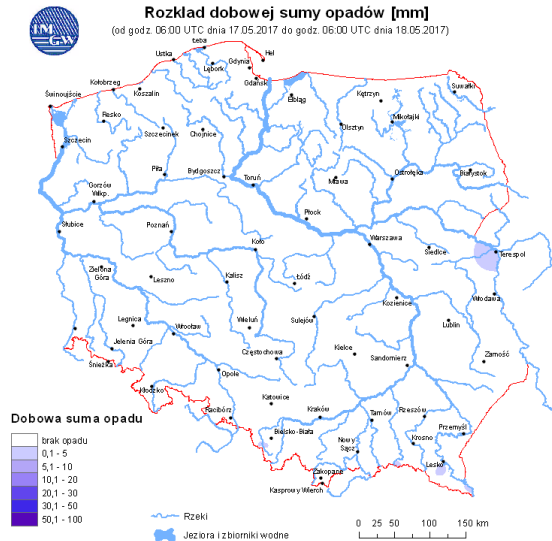 Rozkład dobowej sumy opadów [mm]
(od godz. 06:00 UTC dnia 17.05.2017 do godz. 06:00 UTC dnia 18.05.2017)
IM
G-W
Łeba
Ustka
Hel
Gdynia
Lębork
Gdańsk
Kołobrzeg
Koszalin
Suwałki
Świnoujście
Elbląg
Kętrzyn
Resko
Szczecinek
Chojnice
Olsztyn
Mikołajki
Szczecin
Piła
Bydgoszcz
Toruń
Mława
Ostrołęka
Białystok
Gorzów
Wlkp.
Płock
Słubice
Poznań
Koło
Warszawa
Siedlce
Terespol
Zielona
Góra
Leszno
Kalisz
Łódź
Kozienice
Włodawa
Legnica
Wrocław
Wieluń
Sulejów
Lublin
Jelenia Góra
Częstochowa
Kielce
Sandomierz
Zamość
Śnieżka
Opole
Kłodzko
Katowice
Racibórz
Kraków
Tarnów
Rzeszów
Przemyśl
Bielsko-Biała
Nowy
Sącz
Krosno
Lesko
Zakopane
Kasprowy Wierch
Dobowa suma opadu
brak opadu
0,1 - 5
5,1 - 10
10,1 - 20
20,1 - 30
30,1 - 50
50,1 - 100
Rzeki
Jeziora i zbiorniki wodne
0 25 50 100 150 km